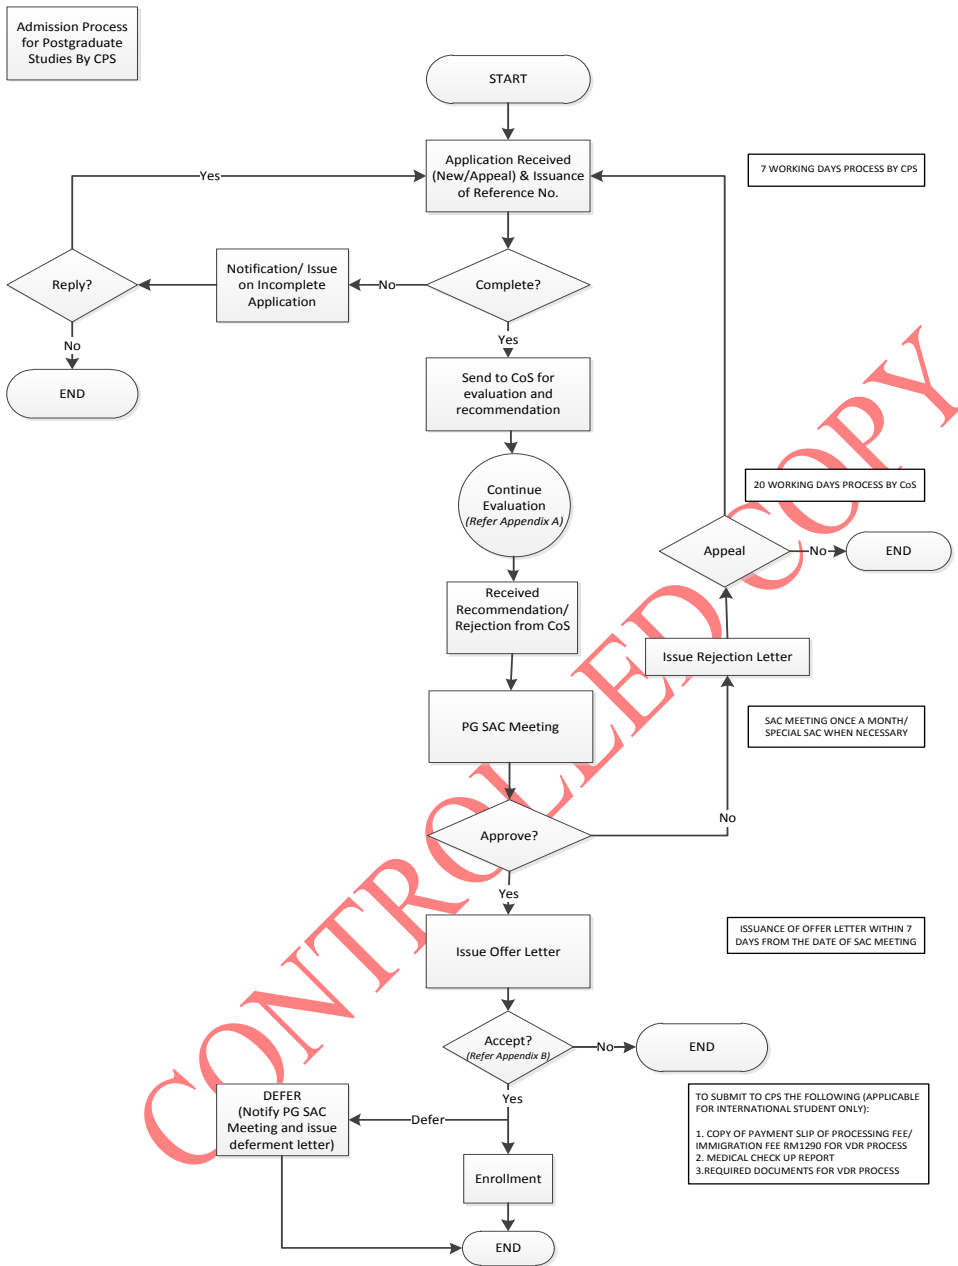 Admission Process
for Postgraduate
Studies By CPS
START
Application Received
(New/Appeal) & Issuance
of Reference No.
7 WORKING DAYS PROCESS BY CPS
Yes
Reply?
Notification/ Issue
on Incomplete
Application
No
Complete?
No
Yes
END
Send to CoS for
evaluation and
recommendation
20 WORKING DAYS PROCESS BY CoS
Continue
Evaluation
(Refer Appendix A)
Appeal
No
END
Received
Recommendation/
Rejection from CoS
Issue Rejection Letter
PG SAC Meeting
SAC MEETING ONCE A MONTH/
SPECIAL SAC WHEN NECESSARY
No
Approve?
Yes
Issue Offer Letter
ISSUANCE OF OFFER LETTER WITHIN 7
DAYS FROM THE DATE OF SAC MEETING
Accept?
(Refer Appendix B)
No
END
Yes
DEFER
(Notify PG SAC
Meeting and issue
deferment letter)
Defer
TO SUBMIT TO CPS THE FOLLOWING (APPLICABLE
FOR INTERNATIONAL STUDENT ONLY):
1. COPY OF PAYMENT SLIP OF PROCESSING FEE/
IMMIGRATION FEE RM1290 FOR VDR PROCESS
2. MEDICAL CHECK UP REPORT
3.REQUIRED DOCUMENTS FOR VDR PROCESS
Enrollment
END
CONTROLLED COPY